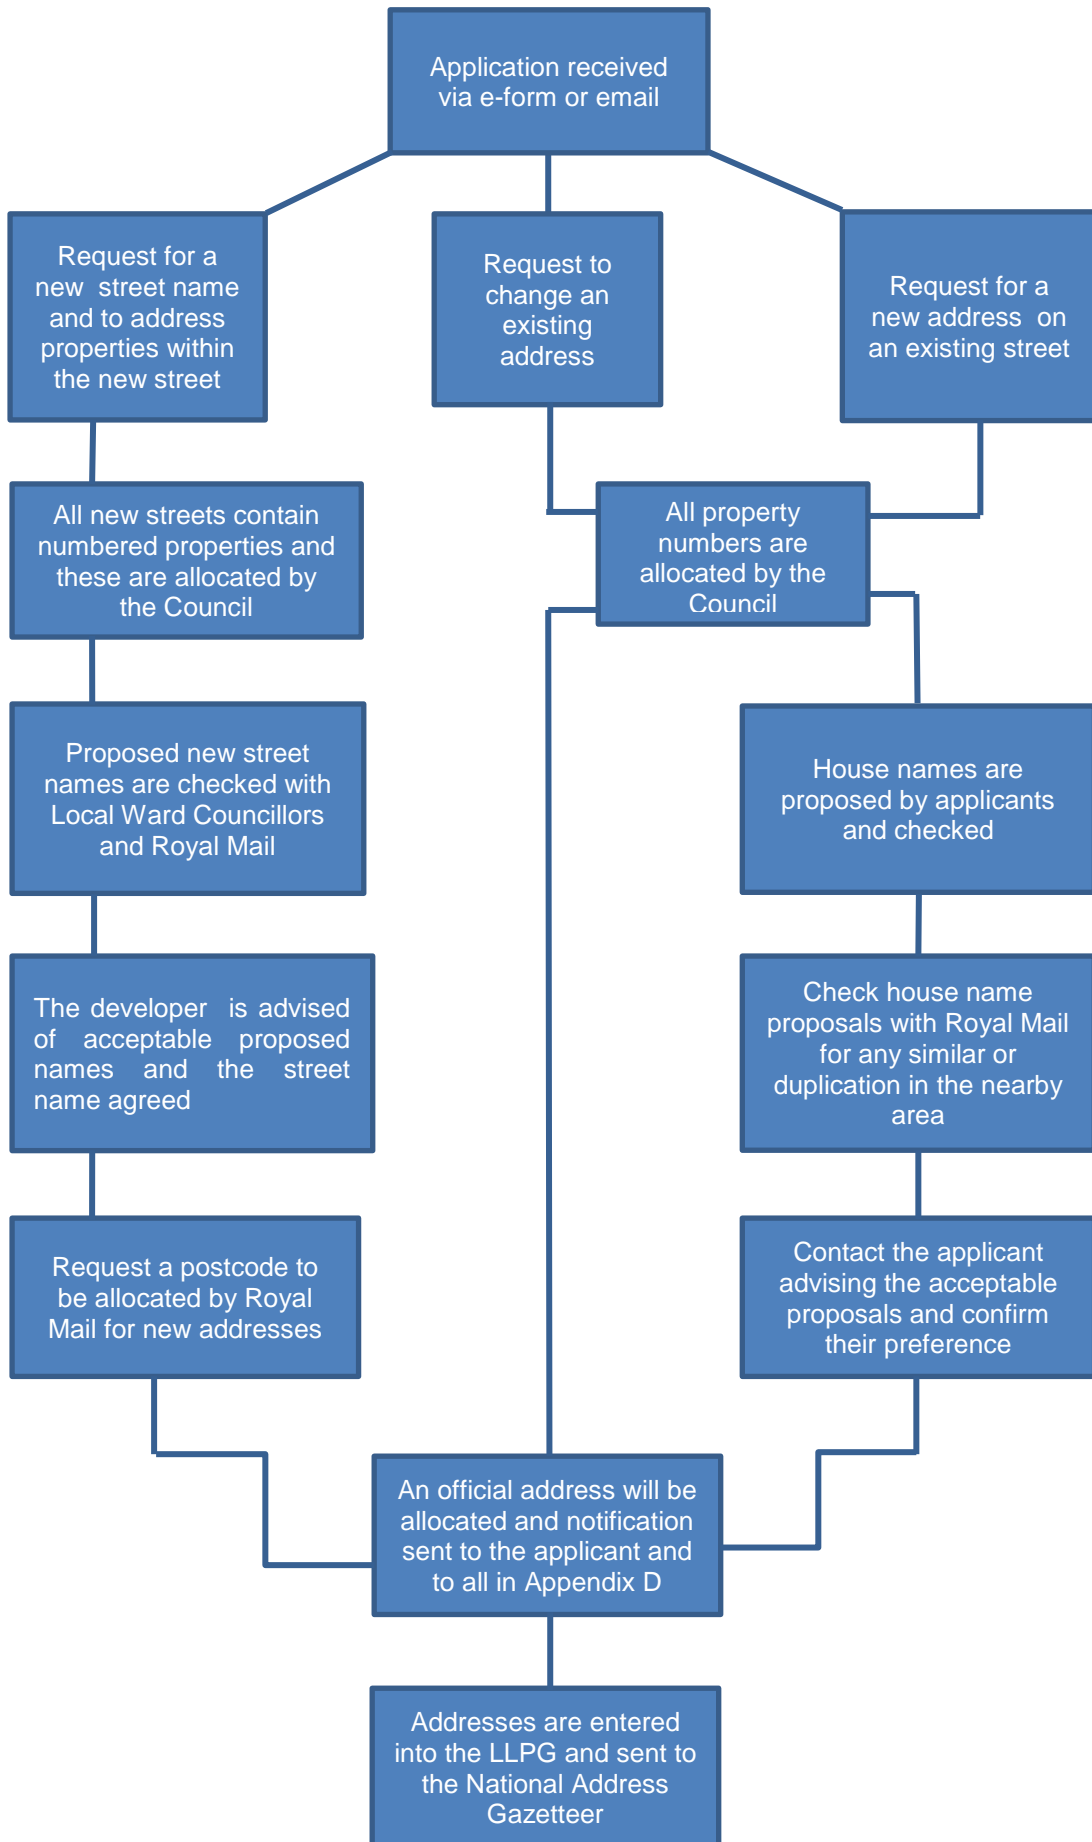 Application received
via e-form or email
Request for a
new street name
and to address
properties within
the new street
Request to
change an
existing
address
Request for a
new address on
an existing street
All new streets contain
numbered properties and
these are allocated by
the Council
All property
numbers are
allocated by the
Council
Proposed new street
names are checked with
Local Ward Councillors
and Royal Mail
House names are
proposed by applicants
and checked
The developer is advised
of acceptable proposed
names and the street
name agreed
Check house name
proposals with Royal Mail
for any similar or
duplication in the nearby
area
Request a postcode to
be allocated by Royal
Mail for new addresses
Contact the applicant
advising the acceptable
proposals and confirm
their preference
An official address will be
allocated and notification
sent to the applicant and
to all in Appendix D
Addresses are entered
into the LLPG and sent to
the National Address
Gazetteer